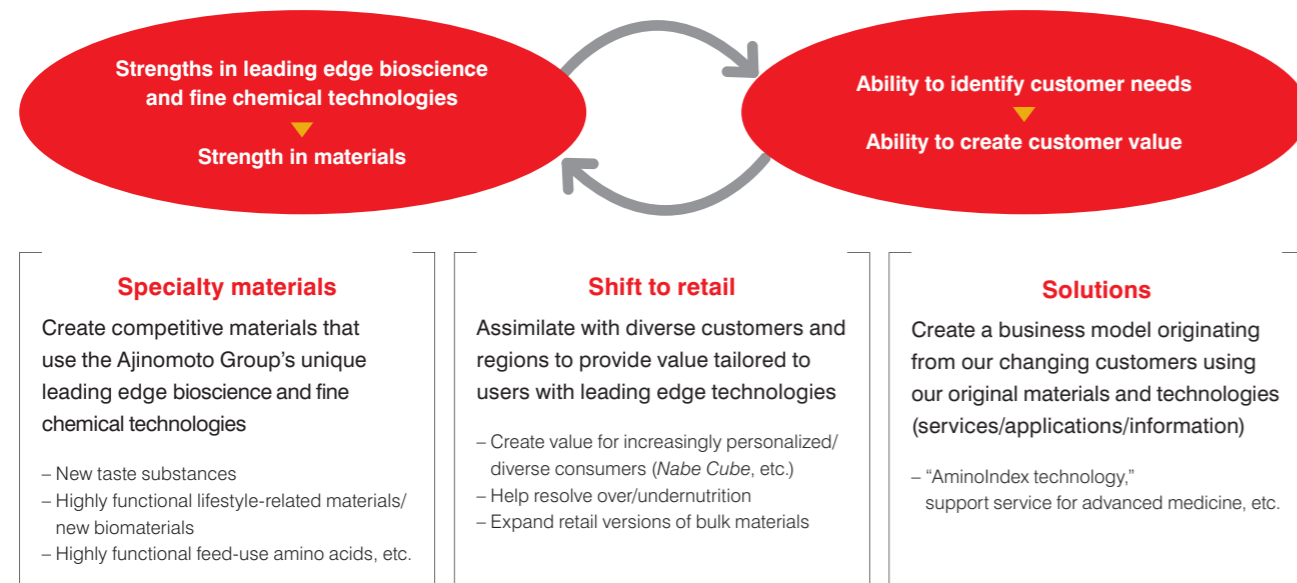 Strengths in leading edge bioscience
and fine chemical technologies
Strength in materials
Ability to identify customer needs
Ability to create customer value
Specialty materials
Create competitive materials that
use the Ajinomoto Group's unique
leading edge bioscience and fine
chemical technologies
– New taste substances
– Highly functional lifestyle-related materials/
new biomaterials
– Highly functional feed-use amino acids, etc.
Shift to retail
Assimilate with diverse customers and
regions to provide value tailored to
users with leading edge technologies
– Create value for increasingly personalized/
diverse consumers (Nabe Cube, etc.)
– Help resolve over/undernutrition
– Expand retail versions of bulk materials
Solutions
Create a business model originating
from our changing customers using
our original materials and technologies
(services/applications/information)
– “AminoIndex technology,”
support service for advanced medicine, etc.